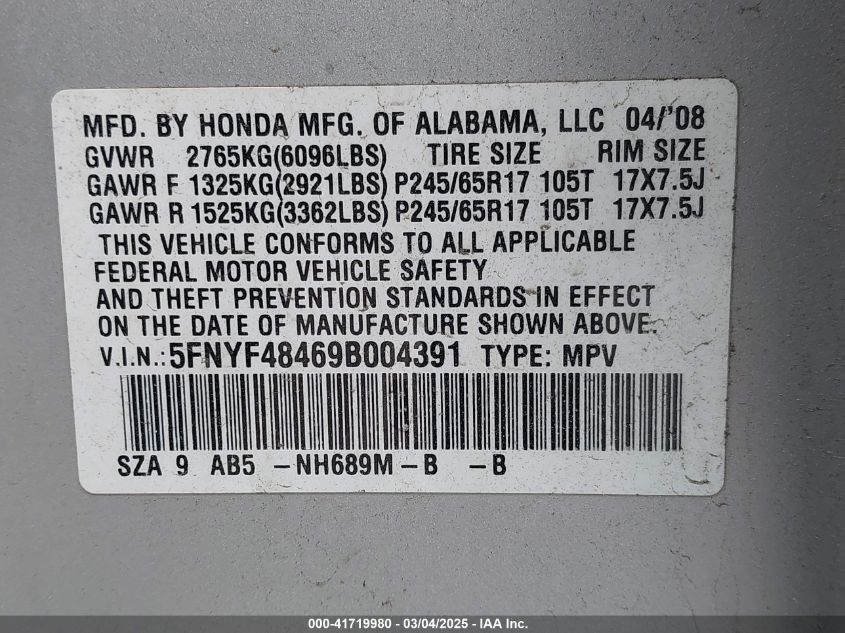 MFD. BY HONDA MFG. OF ALABAMA, LLC 04/'08
GVWR 2765KG(6096LBS) TIRE SIZE RIM SIZE
GAWR F 1325KG(2921LBS) P245/65R17 105T 17X7.5J
GAWR R 1525KG(3362LBS) P245/65R17 105T 17X7.5J
THIS VEHICLE CONFORMS TO ALL APPLICABLE
FEDERAL MOTOR VEHICLE SAFETY
AND THEFT PREVENTION STANDARDS IN EFFECT
ON THE DATE OF MANUFACTURE SHOWN ABOVE.
V.I.N.: 5FNYF48469B004391 TYPE: MPV
SZA 9 AB5 -NH689M -B -B
000-41719980 - 03/04/2025 - IAA Inc.